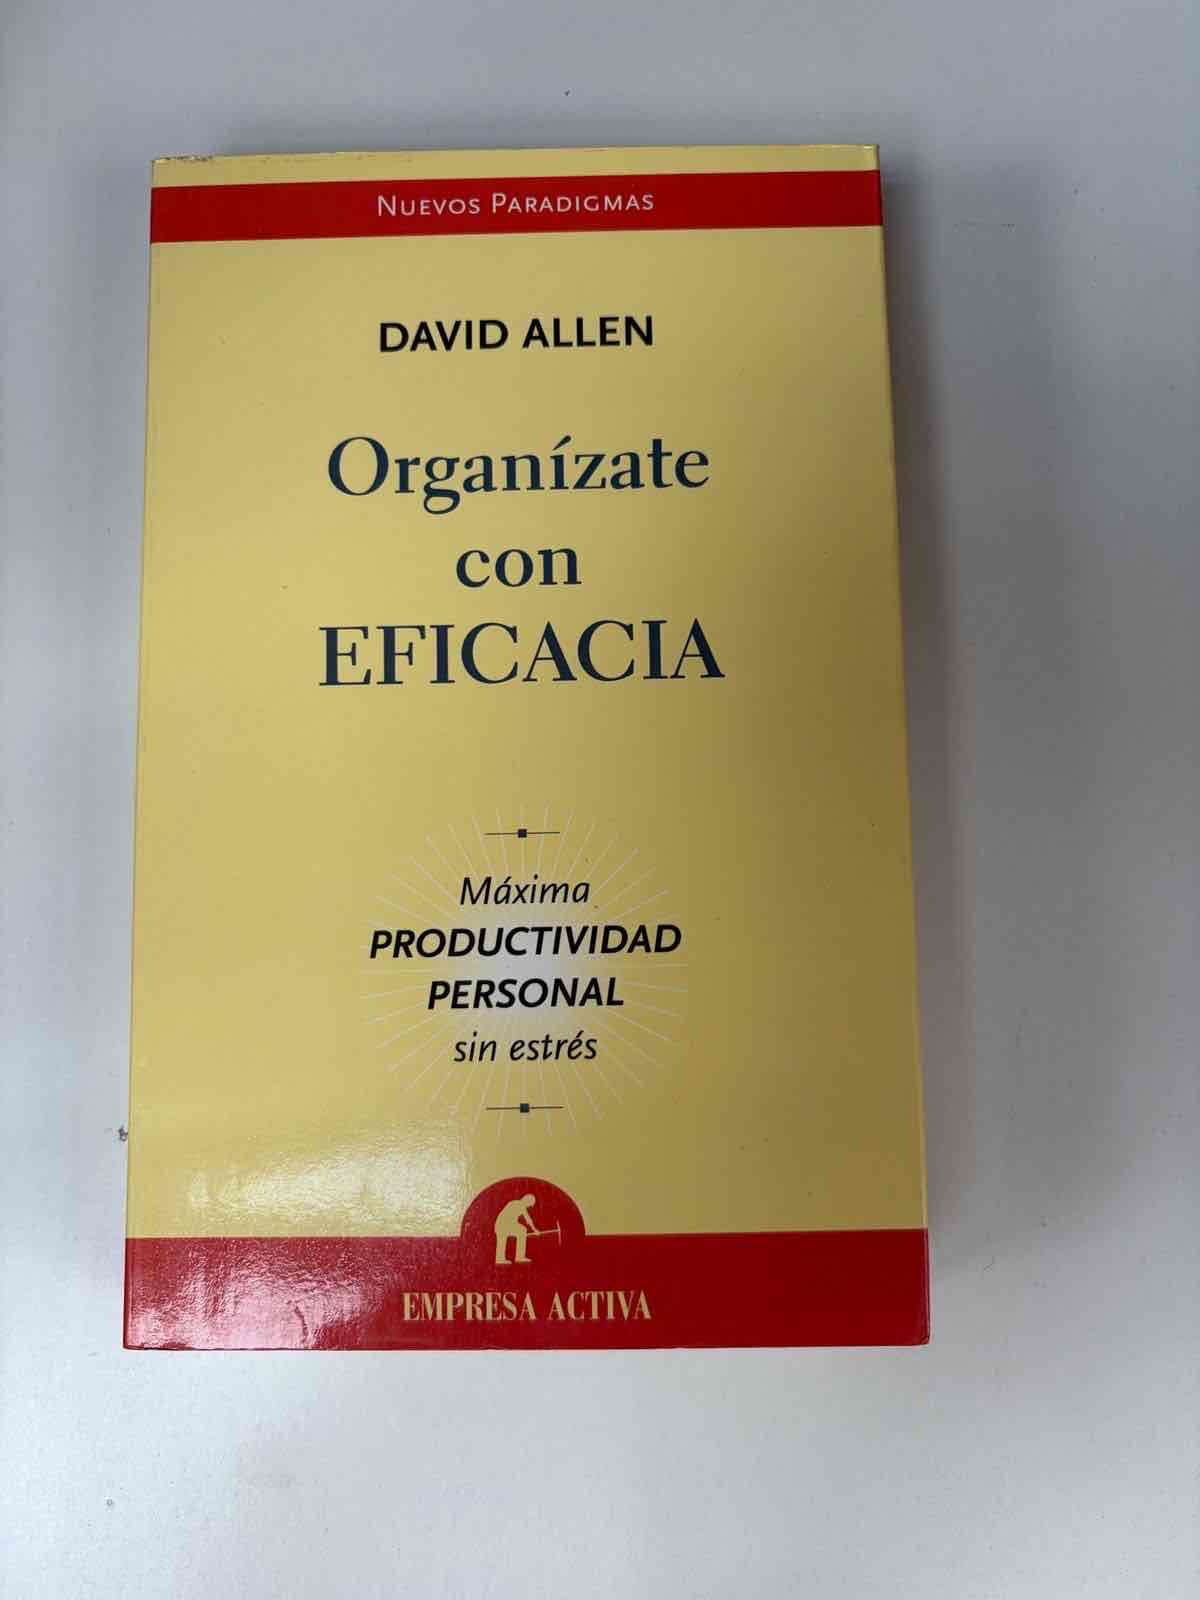 NUEVOS PARADIGMAS
DAVID ALLEN
Organízate
con
EFICACIA
Máxima
PRODUCTIVIDAD
PERSONAL
sin estrés
EMPRESA ACTIVA